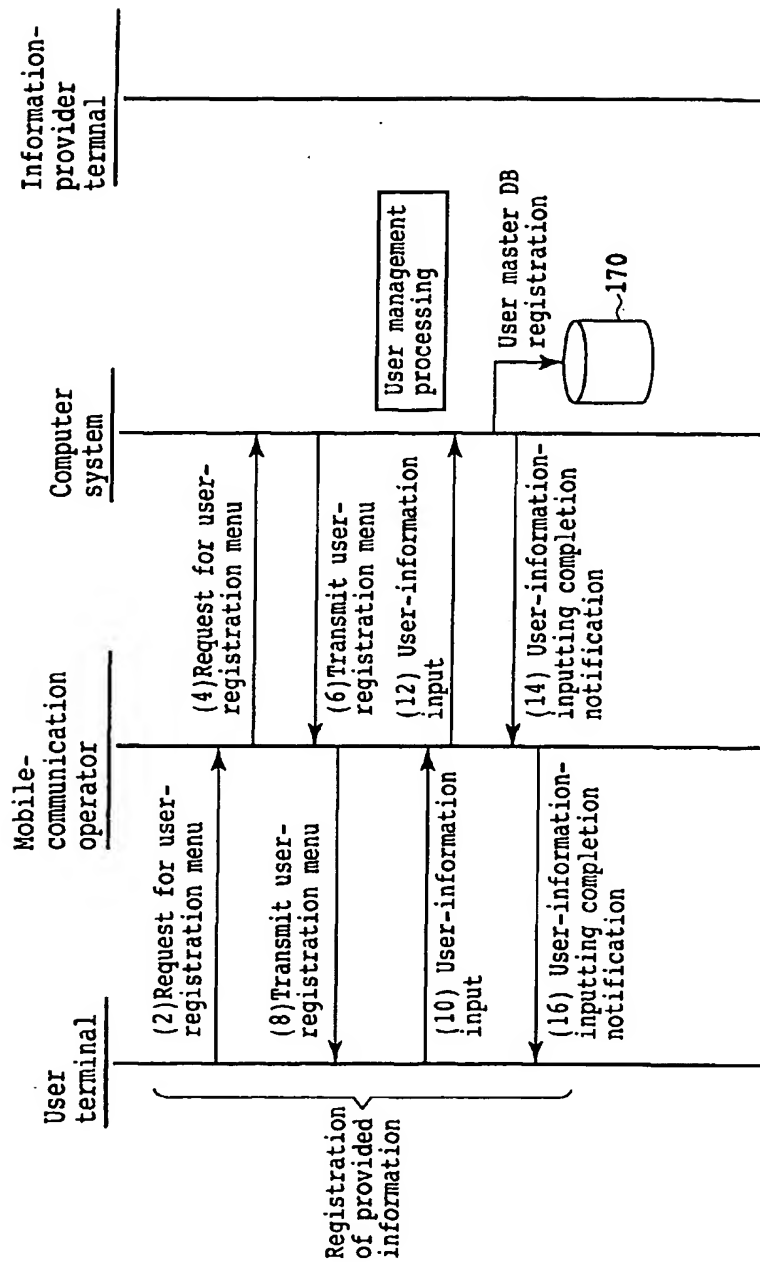 User
terminal
Mobile-
communication
operator
Computer
system
Information-
provider
termnal
Registration
of provided
information
(2)Request for user-
registration menu
(4)Request for user-
registration menu
(6)Transmit user-
registration menu
(8)Transmit user-
registration menu
(10) User-information
input
(12) User-information
input
User management
processing
User master DB
registration
170
(14) User-information-
inputting completion
notification
(16) User-information-
inputting completion
notification